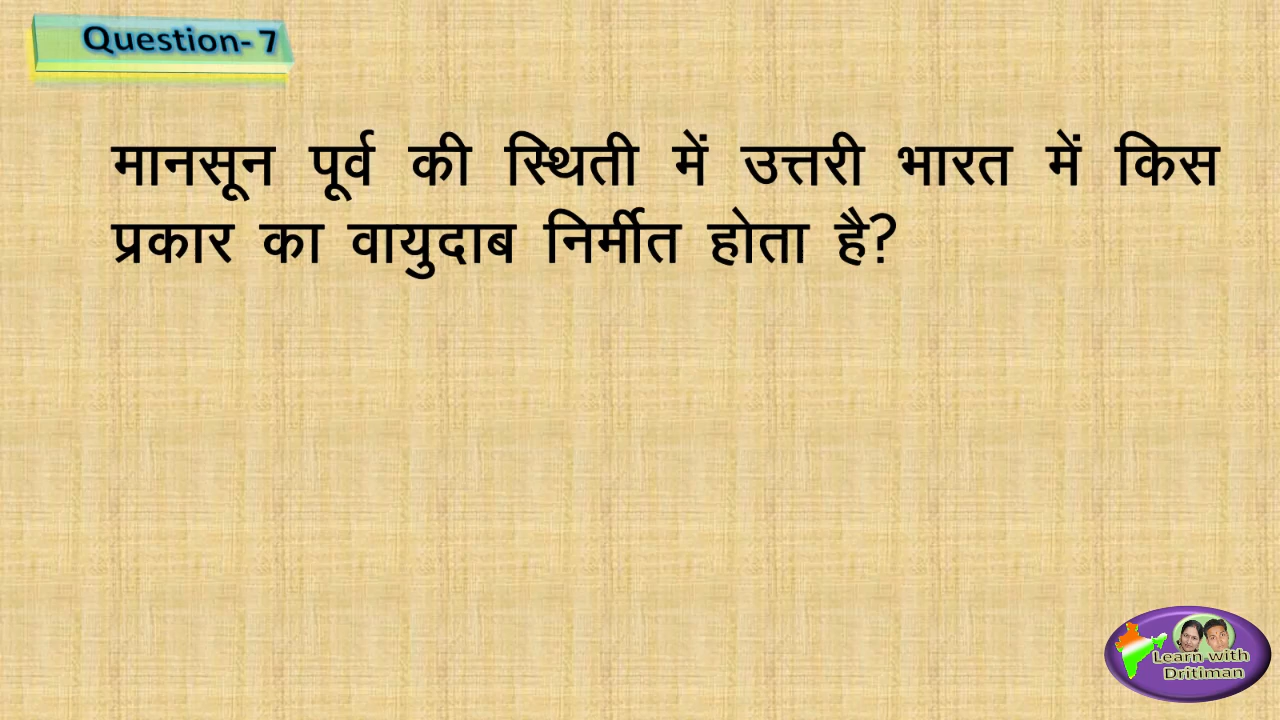 Question- 7
मानसून पूर्व की स्थिती में उत्तरी भारत में किस
प्रकार का वायुदाब निर्मीत होता है?
Learn with
Dritiman